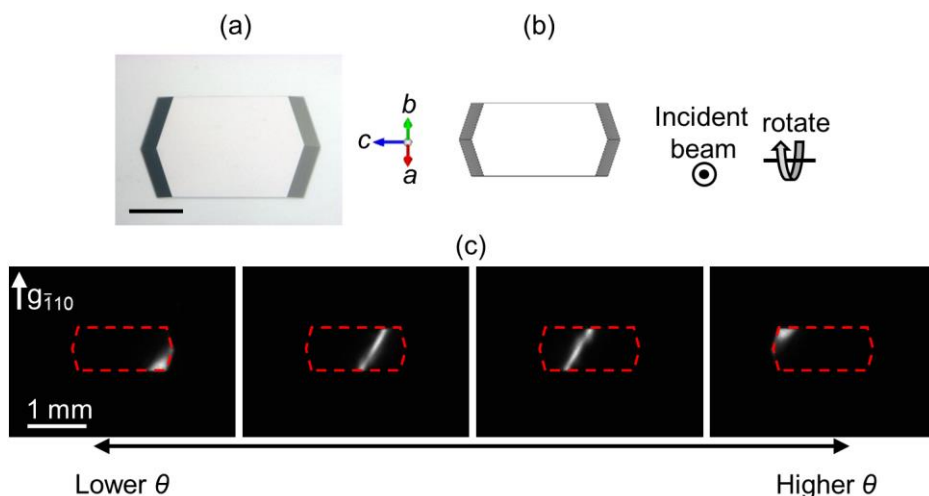 (a)
(b)
b
c
a
Incident
beam
rotate
(c)
g1̅10
1 mm
Lower θ
Higher θ